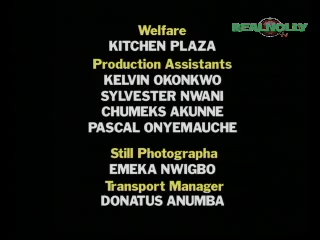 REALNOLLY
TV
Welfare
KITCHEN PLAZA
Production Assistants
KELVIN OKONKWO
SYLVESTER NWANI
CHUMEKS AKUNNE
PASCAL ONYEMAUCHE
Still Photographa
EMEKA NWIGBO
Transport Manager
DONATUS ANUMBA